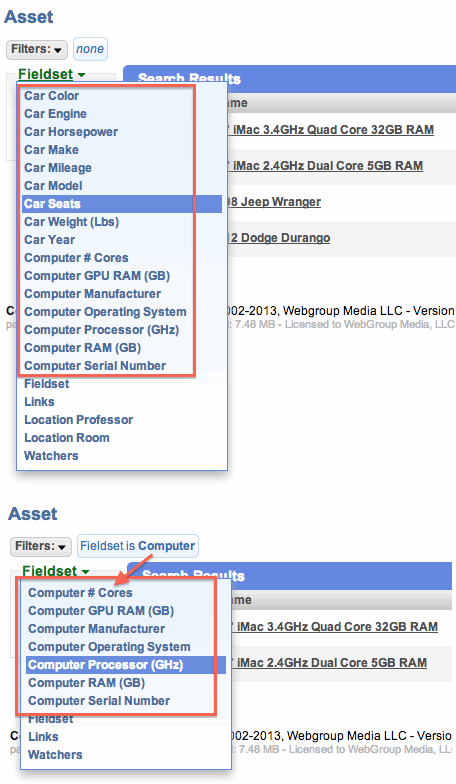 Asset
Filters: none
Fieldset
Search Results
Car Color
Car Engine
Car Horsepower
iMac 3.4GHz Quad Core 32GB RAM
Car Make
Car Mileage
iMac 2.4GHz Dual Core 5GB RAM
Car Model
Car Seats
98 Jeep Wranger
Car Weight (Lbs)
Car Year
12 Dodge Durango
Computer # Cores
Computer GPU RAM (GB)
Computer Manufacturer
Computer Operating System
002-2013, Webgroup Media LLC - Version
Computer Processor (GHz)
7.48 MB - Licensed to WebGroup Media, LLC
Computer RAM (GB)
Computer Serial Number
Fieldset
Links
Location Professor
Location Room
Watchers
Asset
Filters: Fieldset is Computer
Fieldset
Search Results
Computer # Cores
Computer GPU RAM (GB)
Computer Manufacturer
iMac 3.4GHz Quad Core 32GB RAM
Computer Operating System
Computer Processor (GHz)
iMac 2.4GHz Dual Core 5GB RAM
Computer RAM (GB)
Computer Serial Number
Fieldset
Links
002-2013, Webgroup Media LLC - Versio
7.48 MB - Licensed to WebGroup Media, LL
Watchers